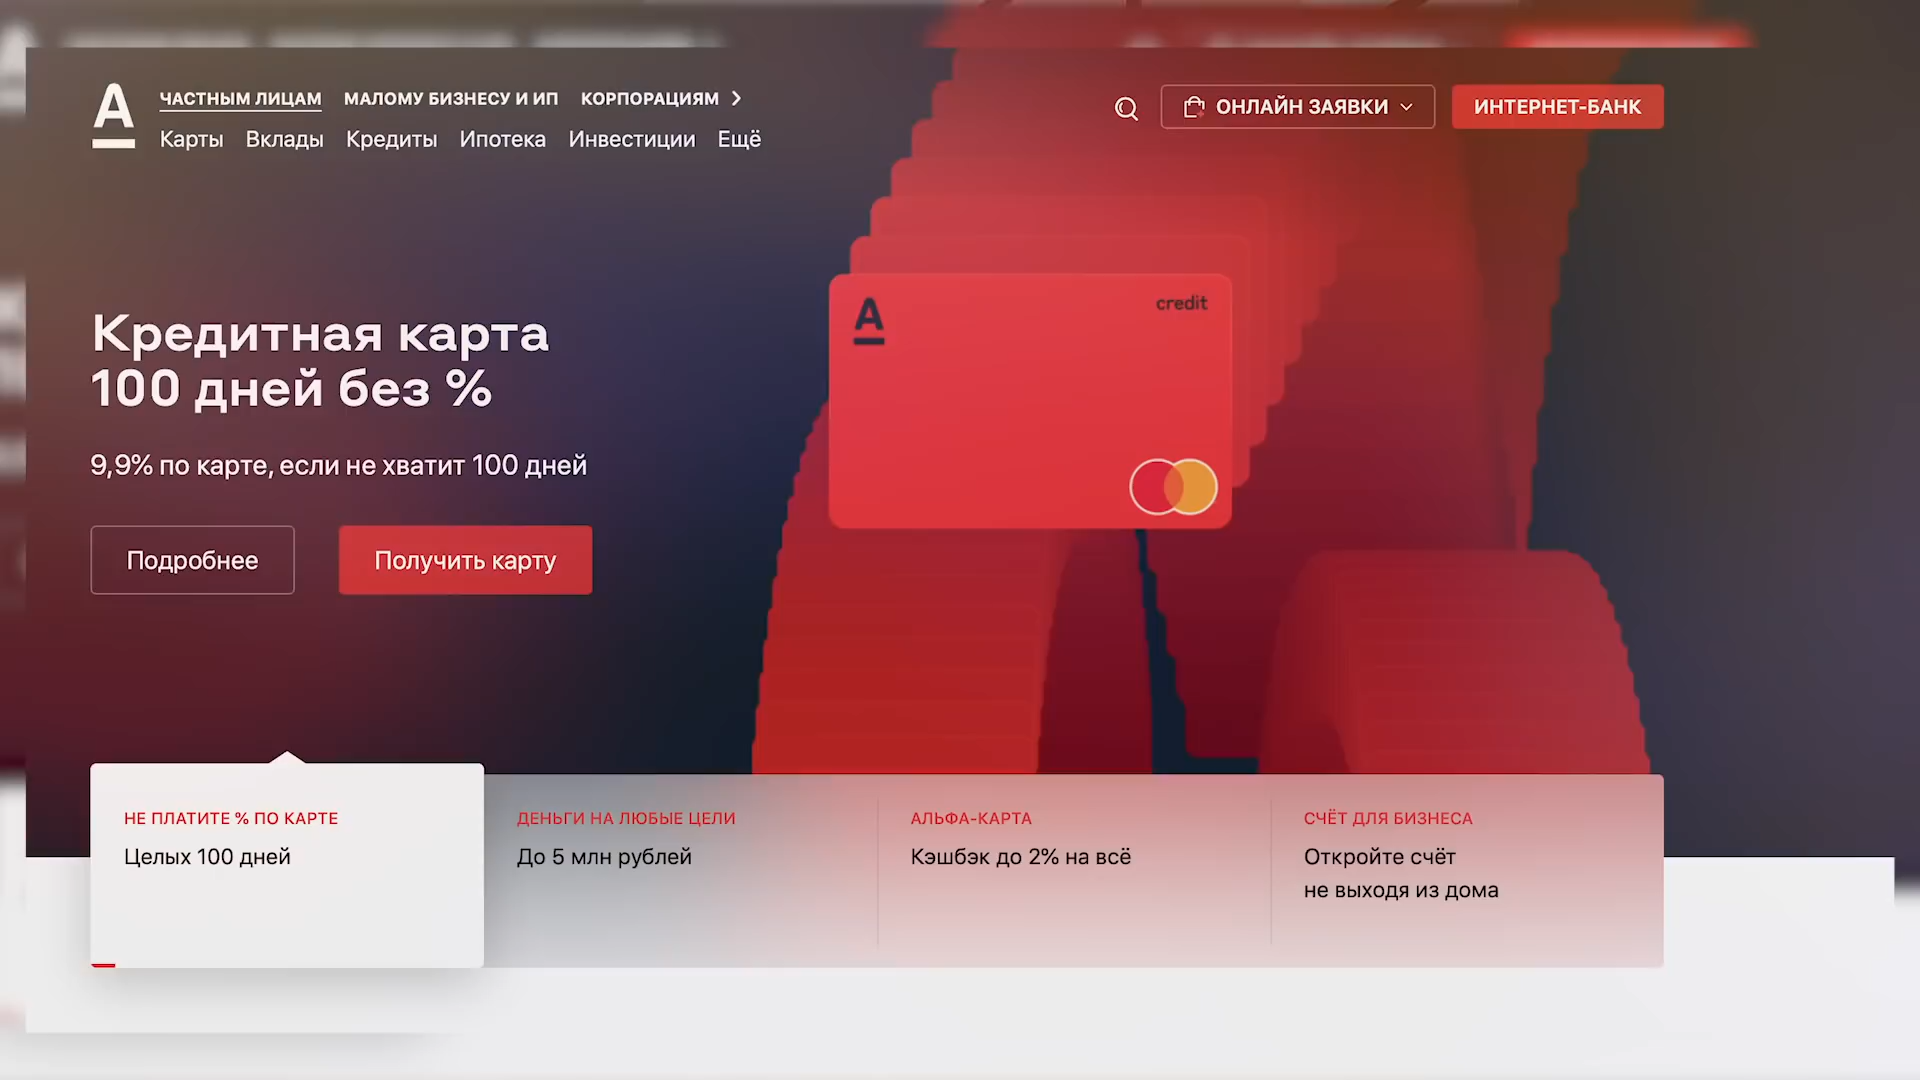 А
ЧАСТНЫМ ЛИЦАМ МАЛОМУ БИЗНЕСУ И ИП КОРПОРАЦИЯМ
Карты Вклады Кредиты Ипотека Инвестиции Ещё
ОНЛАЙН ЗАЯВКИ
ИНТЕРНЕТ-БАНК
А
credit
Кредитная карта
100 дней без %
9,9% по карте, если не хватит 100 дней
Подробнее
Получить карту
НЕ ПЛАТИТЕ % ПО КАРТЕ
Целых 100 дней
ДЕНЬГИ НА ЛЮБЫЕ ЦЕЛИ
До 5 млн рублей
АЛЬФА-КАРТА
Кэшбэк до 2% на всё
СЧЁТ ДЛЯ БИЗНЕСА
Откройте счёт
не выходя из дома